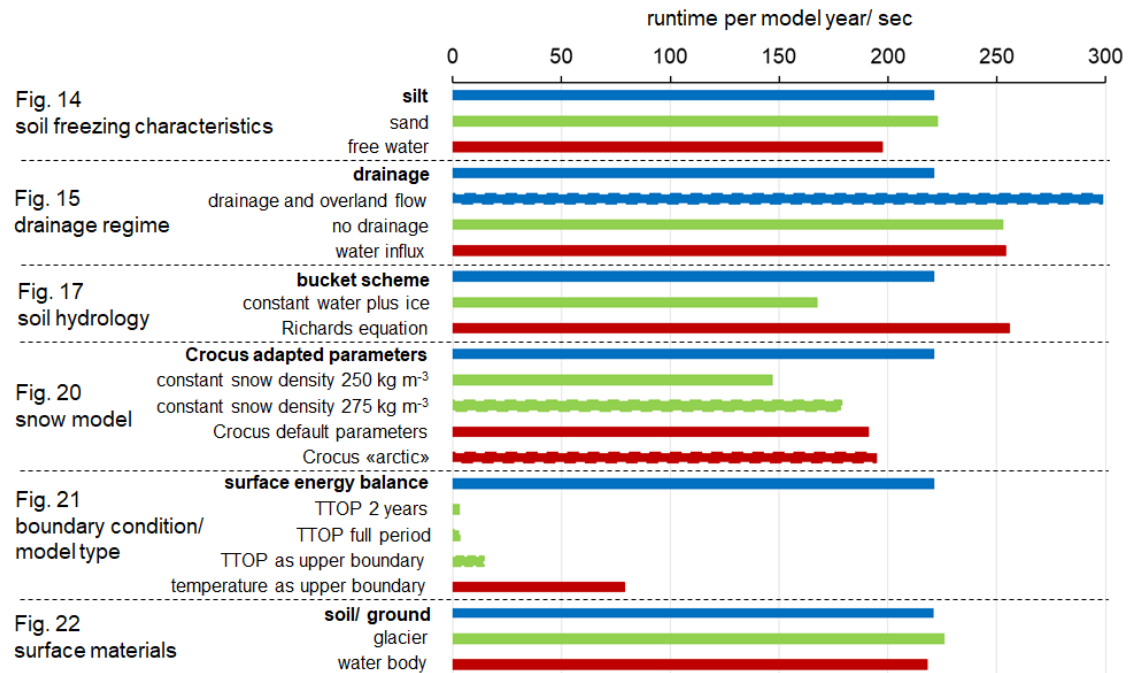 runtime per model year/ sec
0 50 100 150 200 250 300
Fig. 14
soil freezing characteristics
silt
sand
free water
Fig. 15
drainage regime
drainage
drainage and overland flow
no drainage
water influx
Fig. 17
soil hydrology
bucket scheme
constant water plus ice
Richards equation
Fig. 20
snow model
Crocus adapted parameters
constant snow density 250 kg m⁻³
constant snow density 275 kg m⁻³
Crocus default parameters
Crocus «arctic»
Fig. 21
boundary condition/
model type
surface energy balance
TTOP 2 years
TTOP full period
TTOP as upper boundary
temperature as upper boundary
Fig. 22
surface materials
soil/ ground
glacier
water body